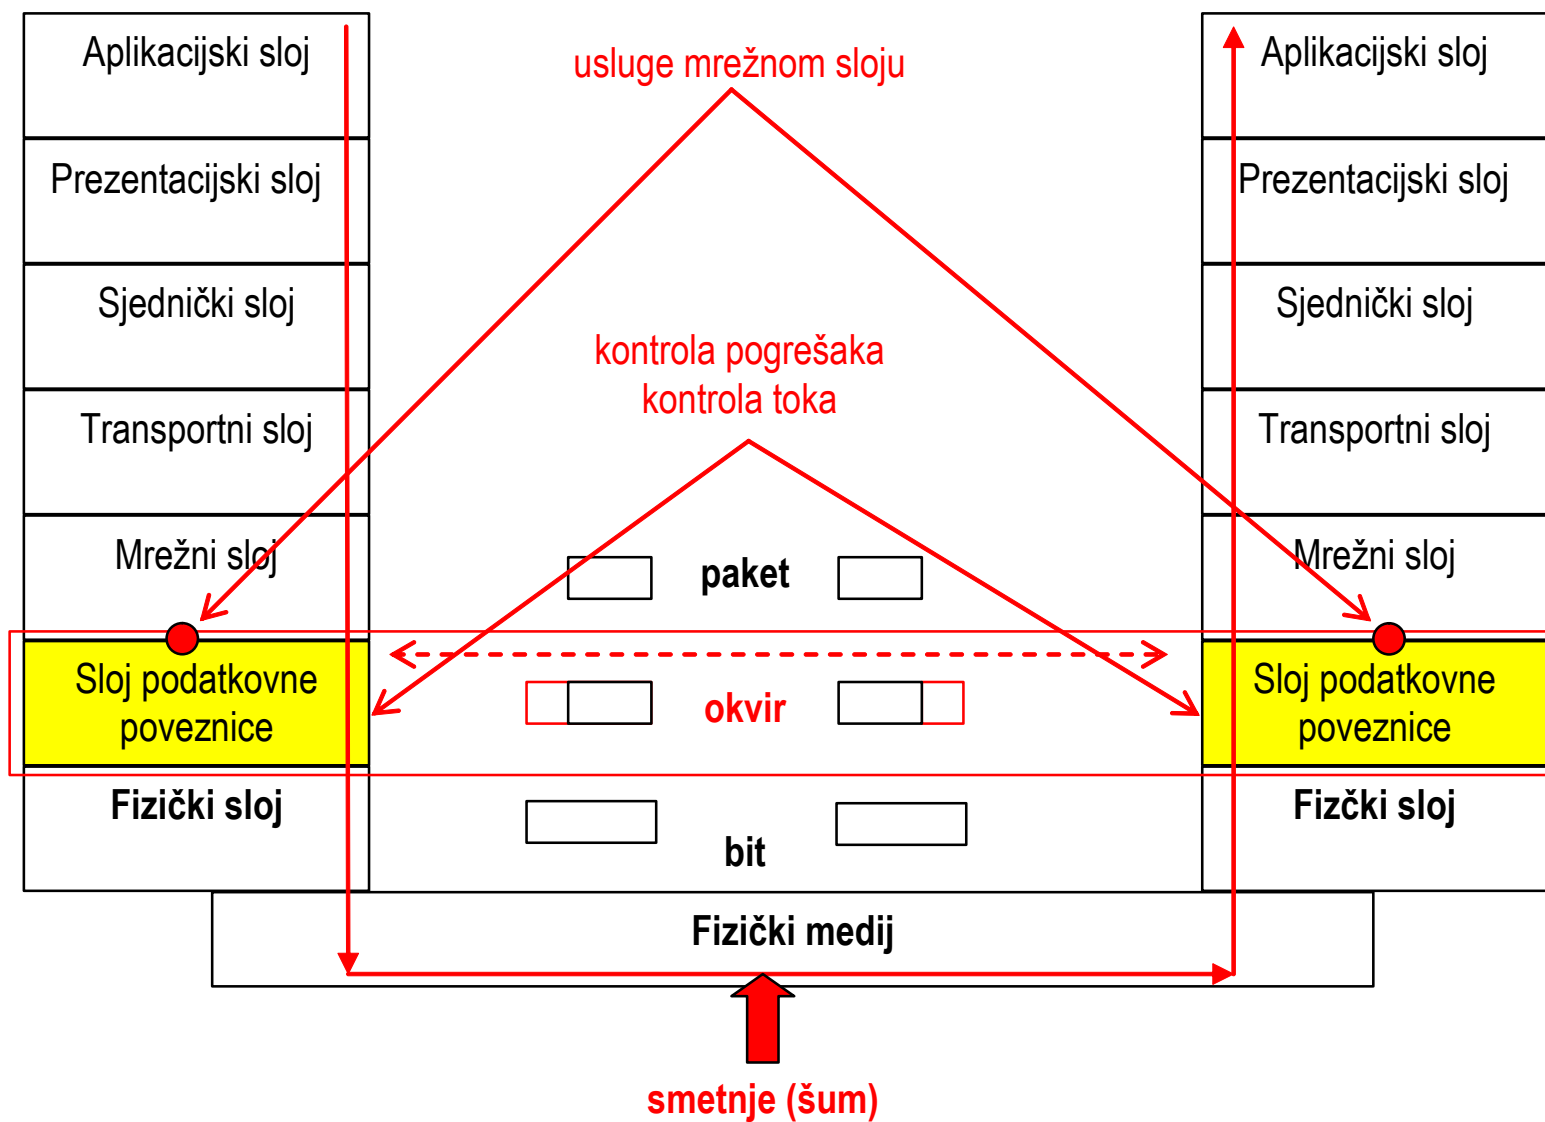 Aplikacijski sloj
usluge mrežnom sloju
Aplikacijski sloj
Prezentacijski sloj
Prezentacijski sloj
Sjednički sloj
Sjednički sloj
kontrola pogrešaka
kontrola toka
Transportni sloj
Transportni sloj
Mrežni sloj
paket
Mrežni sloj
Sloj podatkovne
poveznice
okvir
Sloj podatkovne
poveznice
Fizički sloj
bit
Fizčki sloj
Fizički medij
smetnje (šum)